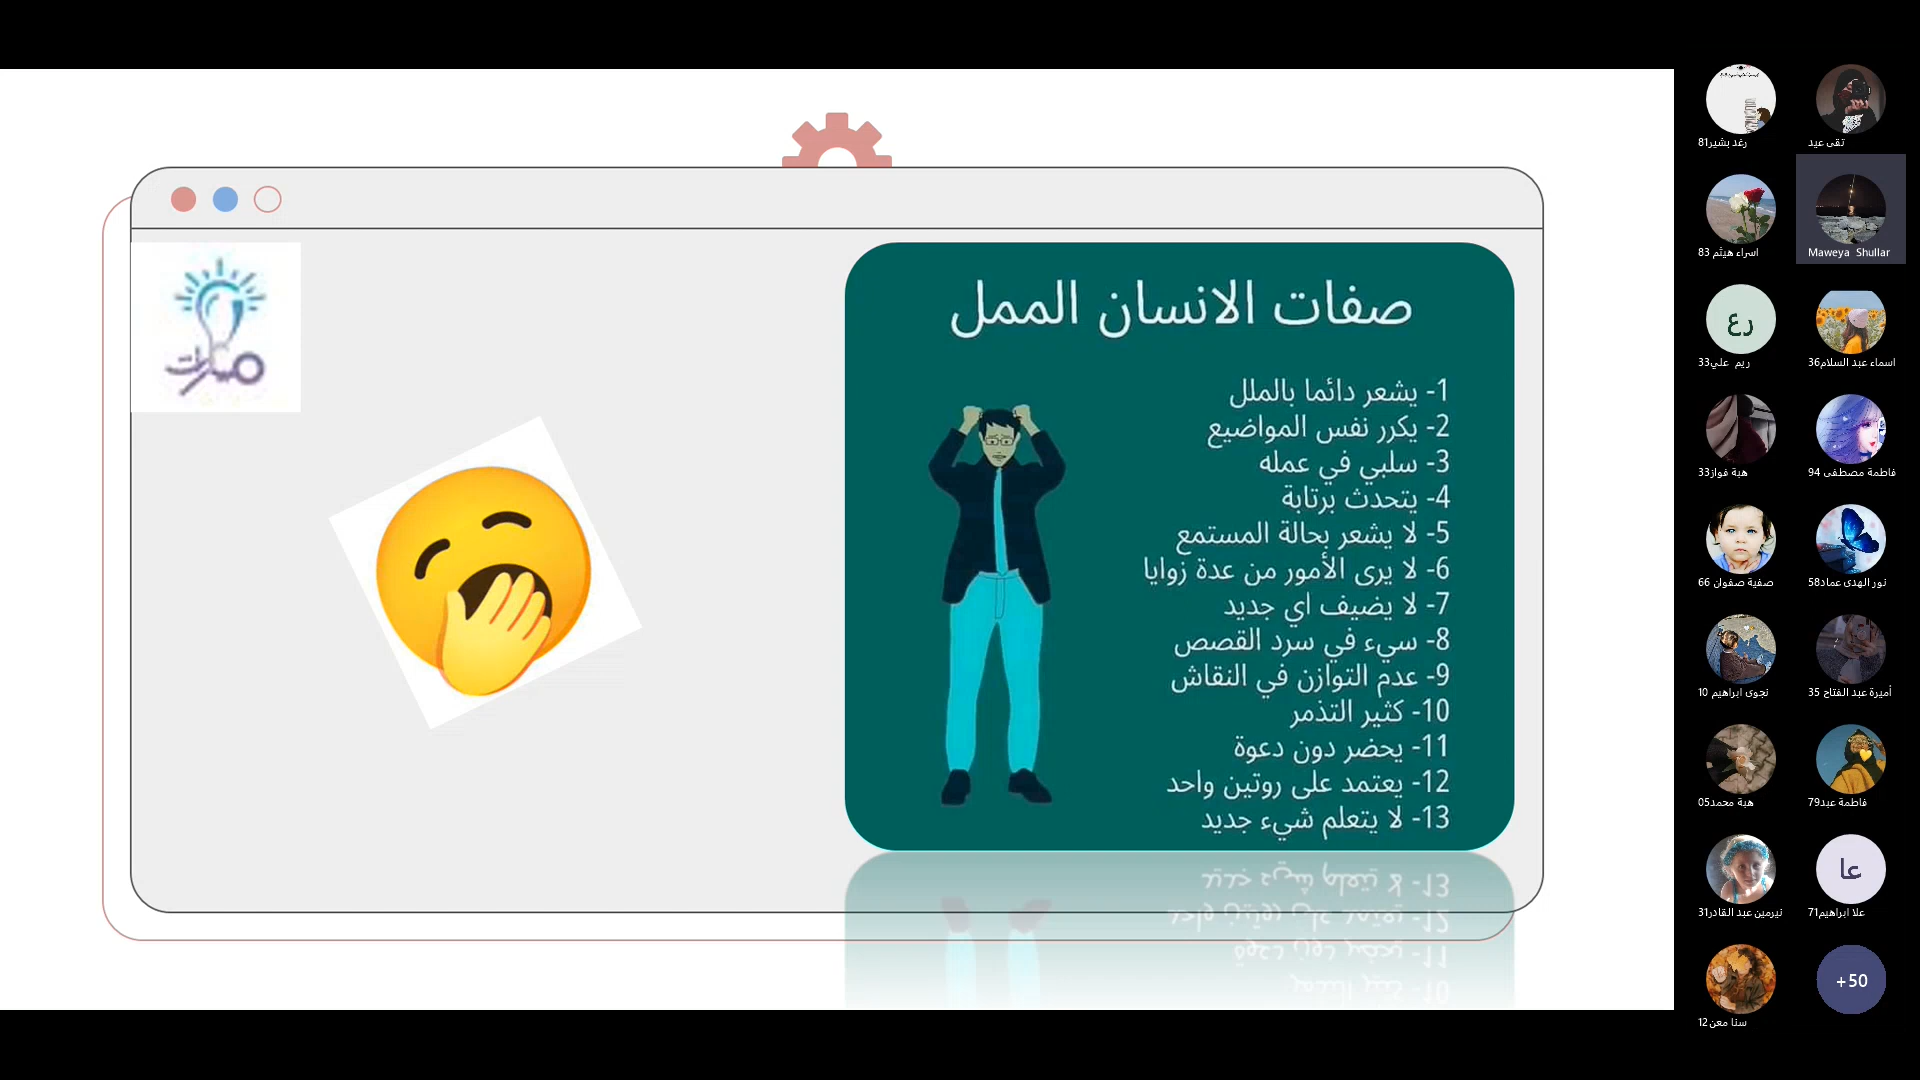 مهارات
صفات الانسان الممل
1- يشعر دائما بالملل
2- يكرر نفس المواضيع
3- سلبي في عمله
4- يتحدث برتابة
5- لا يشعر بحالة المستمع
6- لا يرى الأمور من عدة زوايا
7- لا يضيف اي جديد
8- سيء في سرد القصص
9- عدم التوازن في النقاش
10- كثير التذمر
11- يحضر دون دعوة
12- يعتمد على روتين واحد
13- لا يتعلم شيء جديد
رغد بشير81
تقى عيد
اسراء هيثم 83
Maweya Shullar
رع
ريم علي33
اسماء عبد السلام36
هبة فواز33
فاطمة مصطفى 94
صفية صفوان 66
نور الهدى عماد58
نجوى ابراهيم 10
أميرة عبد الفتاح 35
هبة محمد05
فاطمة عبد79
نيرمين عبد القادر31
عا
علا ابراهيم71
سنا معن12
+50